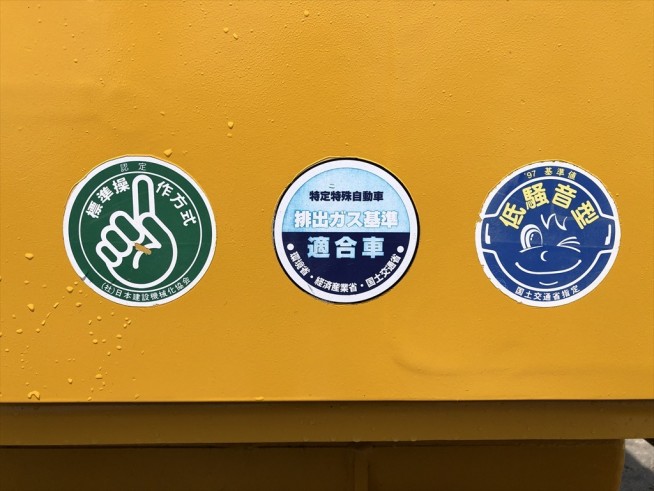 認定
標準操作方式
(社)日本建設機械化協会
特定特殊自動車
排出ガス基準
適合車
・環境省・経済産業省・国土交通省・
'97 基準値
低騒音型
国土交通省指定